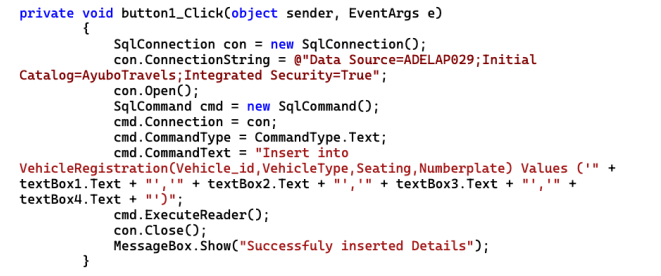 private void button1_Click(object sender, EventArgs e)
        {
            SqlConnection con = new SqlConnection();
            con.ConnectionString = @"Data Source=ADELAP029;Initial
Catalog=AyuboTravels;Integrated Security=True";
            con.Open();
            SqlCommand cmd = new SqlCommand();
            cmd.Connection = con;
            cmd.CommandType = CommandType.Text;
            cmd.CommandText = "Insert into
VehicleRegistration(Vehicle_id,VehicleType,Seating,Numberplate) Values ('" +
textBox1.Text + "','" + textBox2.Text + "','" + textBox3.Text + "','" +
textBox4.Text + "')";
            cmd.ExecuteReader();
            con.Close();
            MessageBox.Show("Successfuly inserted Details");
        }